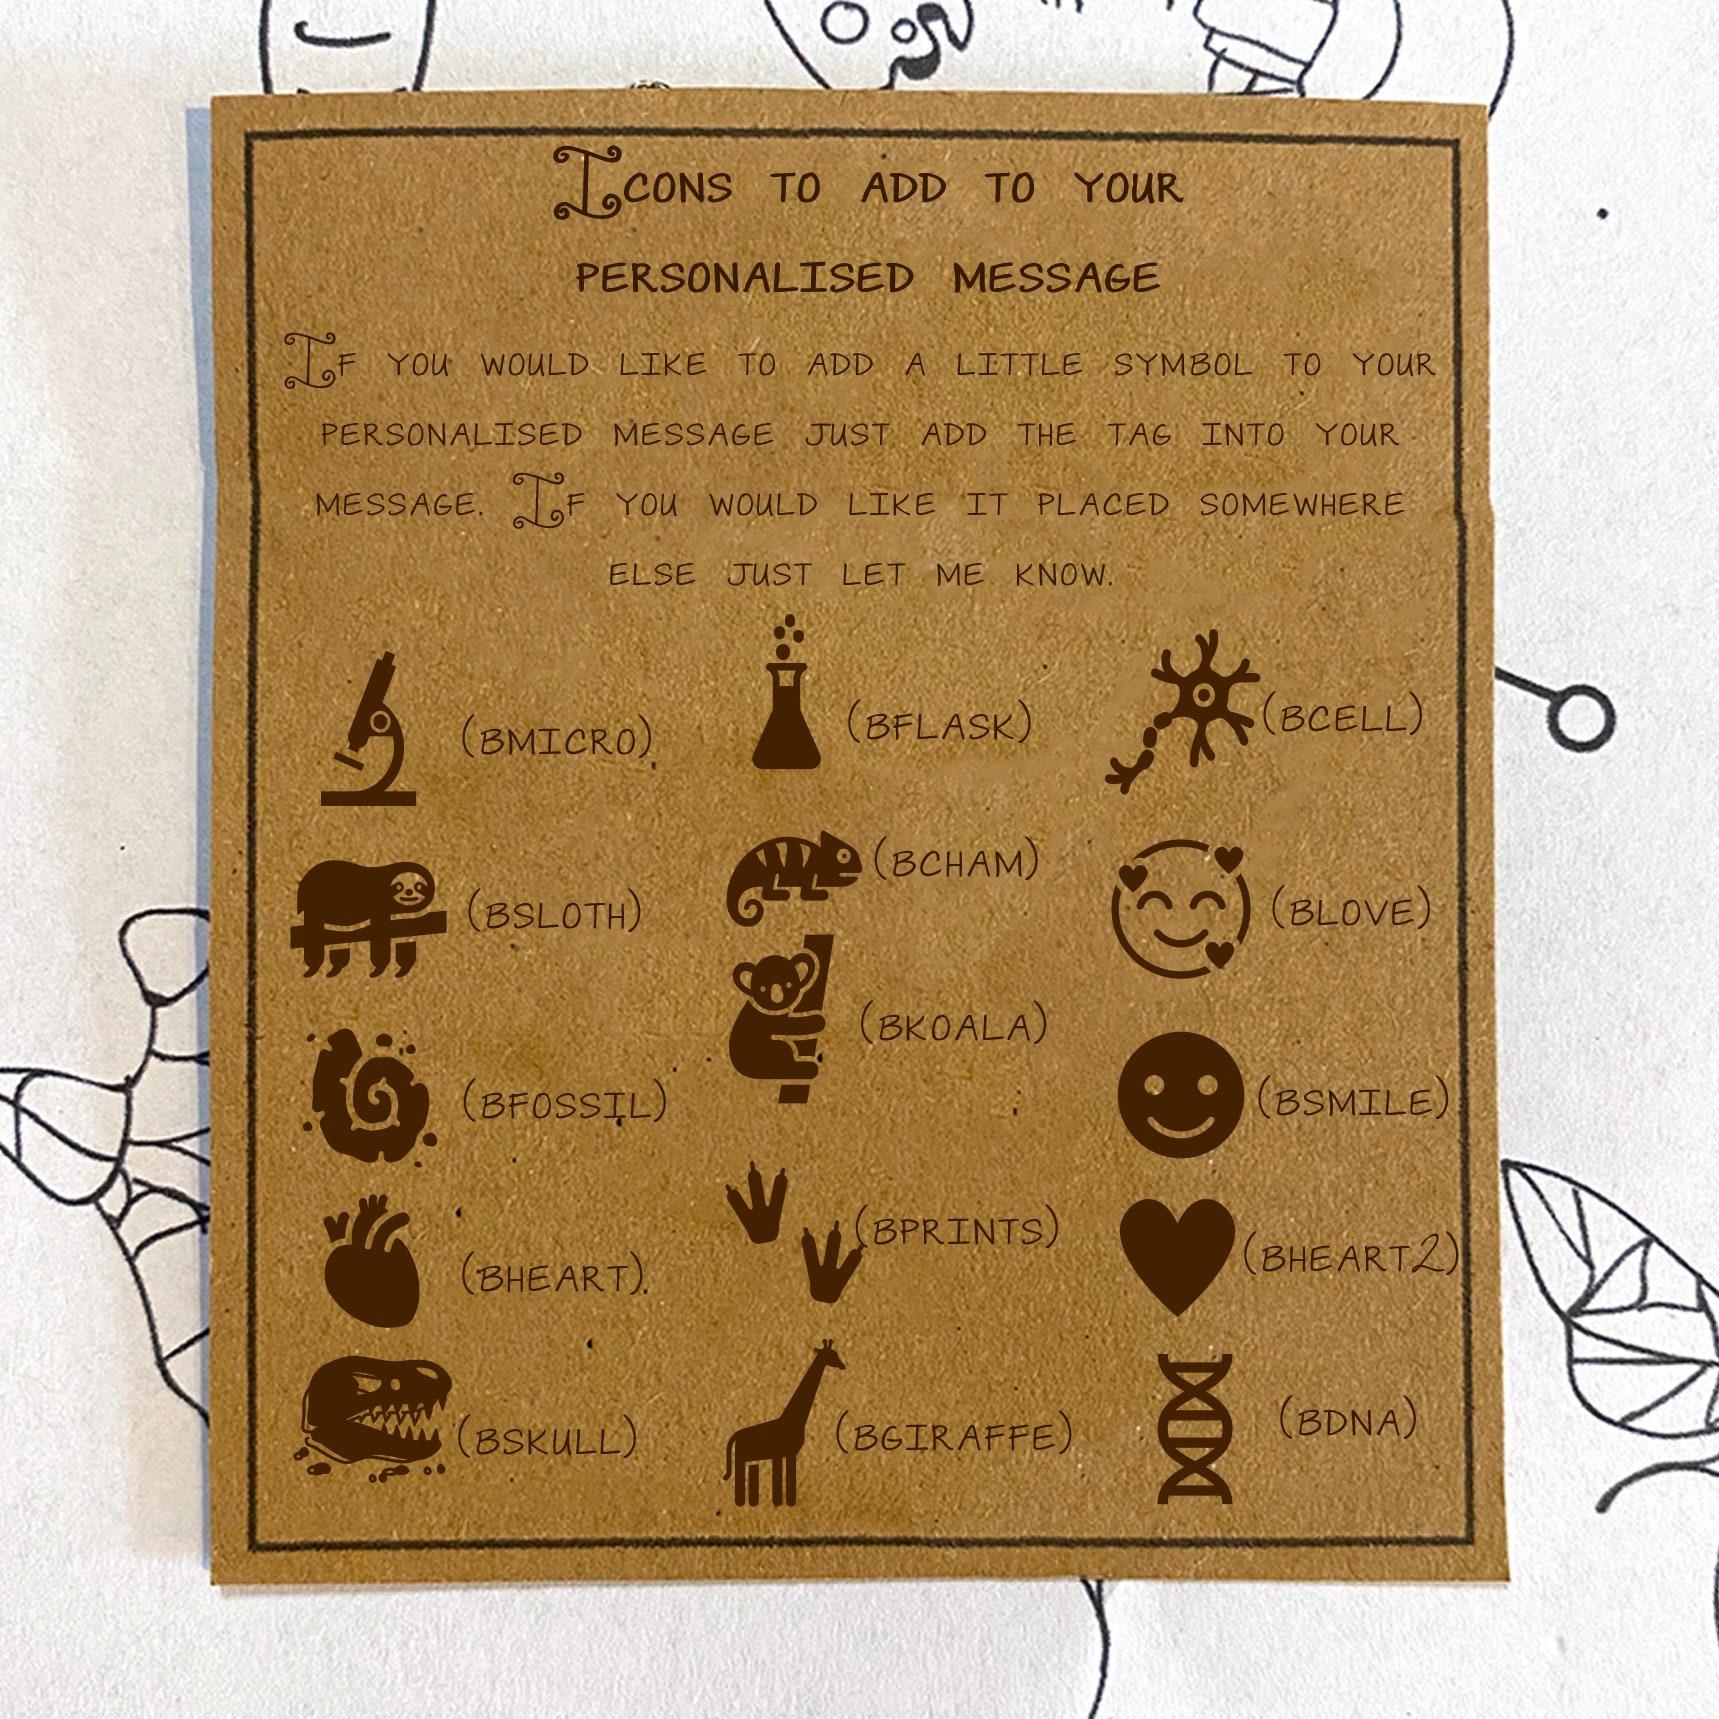 ICONS TO ADD TO YOUR
PERSONALISED MESSAGE
IF YOU WOULD LIKE TO ADD A LITTLE SYMBOL TO YOUR
PERSONALISED MESSAGE JUST ADD THE TAG INTO YOUR
MESSAGE. IF YOU WOULD LIKE IT PLACED SOMEWHERE
ELSE JUST LET ME KNOW.
(BMICRO) (BFLASK) (BCELL)
(BSLOTH) (BCHAM) (BLOVE)
(BKOALA)
(BFOSSIL) (BSMILE)
(BHEART) (BPRINTS) (BHEART2)
(BSKULL) (BGIRAFFE) (BDNA)